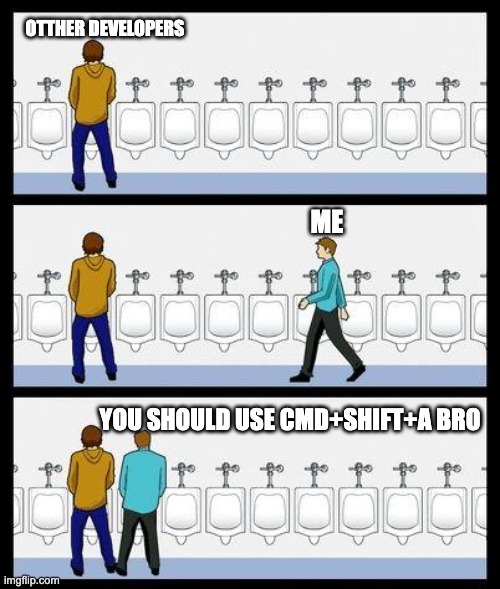 OTTHER DEVELOPERS
ME
YOU SHOULD USE CMD+SHIFT+A BRO
imgflip.com